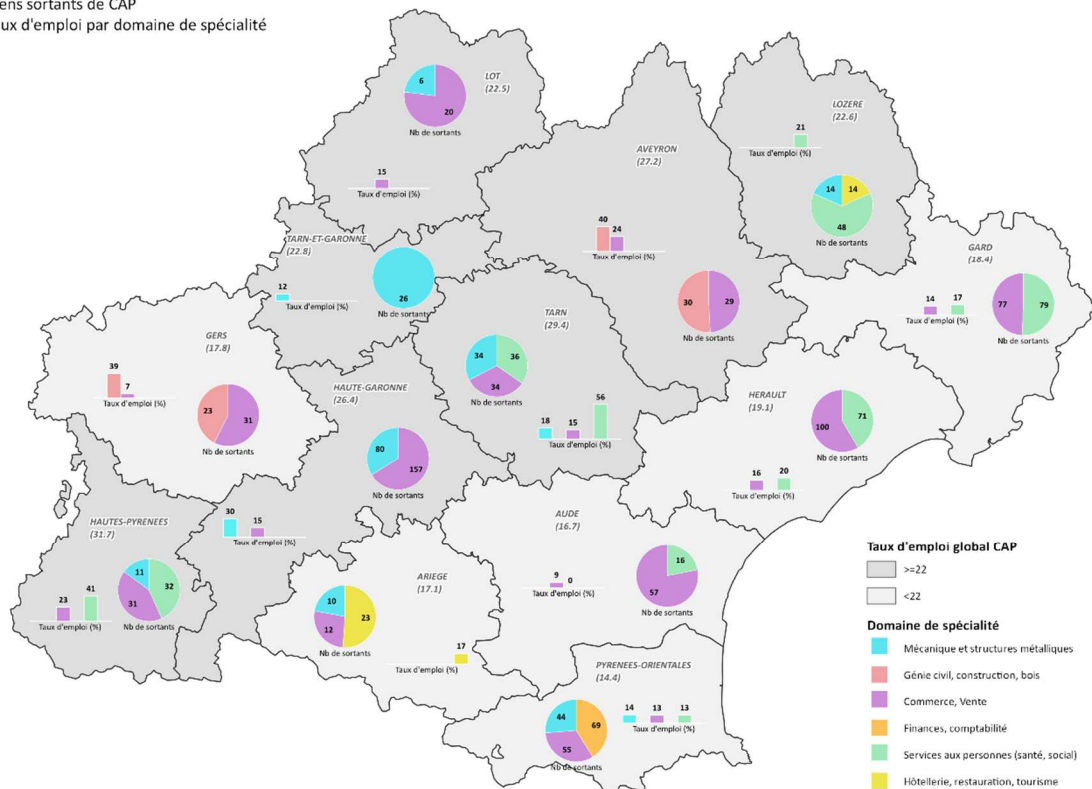 ens sortants de CAP
ux d'emploi par domaine de spécialité
LOT
(22.5)
6
20
Nb de sortants
15
Taux d'emploi (%)
LOZERE
(22.6)
21
Taux d'emploi (%)
14
14
48
Nb de sortants
AVEYRON
(27.2)
40
24
Taux d'emploi (%)
30
29
Nb de sortants
TARN-ET-GARONNE
(22.8)
12
Taux d'emploi (%)
26
Nb de sortants
GARD
(18.4)
14
17
Taux d'emploi (%)
77
79
Nb de sortants
GERS
(17.8)
39
7
Taux d'emploi (%)
23
31
Nb de sortants
TARN
(29.4)
34
36
34
Nb de sortants
18
15
56
Taux d'emploi (%)
HAUTE-GARONNE
(26.4)
80
157
Nb de sortants
30
15
Taux d'emploi (%)
HERAULT
(19.1)
100
71
Nb de sortants
16
20
Taux d'emploi (%)
HAUTES-PYRENEES
(31.7)
11
32
31
Nb de sortants
23
41
Taux d'emploi (%)
AUDE
(16.7)
9
0
Taux d'emploi (%)
16
57
Nb de sortants
ARIEGE
(17.1)
10
23
12
Nb de sortants
17
Taux d'emploi (%)
PYRENEES-ORIENTALES
(14.4)
44
69
55
Nb de sortants
14
13
13
Taux d'emploi (%)
Taux d'emploi global CAP
>=22
<22
Domaine de spécialité
Mécanique et structures métalliques
Génie civil, construction, bois
Commerce, Vente
Finances, comptabilité
Services aux personnes (santé, social)
Hôtellerie, restauration, tourisme